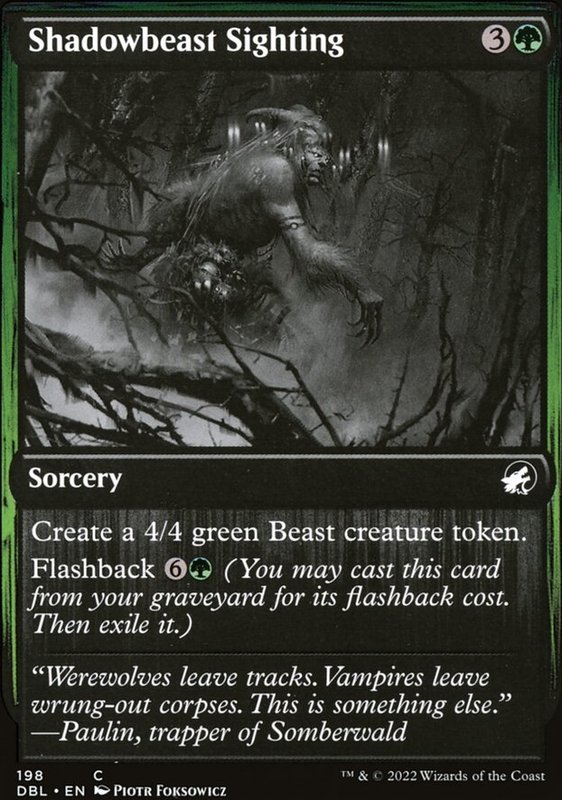 Shadowbeast Sighting 3
Sorcery
Create a 4/4 green Beast creature token.
Flashback 6 (You may cast this card
from your graveyard for its flashback cost.
Then exile it.)
“Werewolves leave tracks. Vampires leave
wrung-out corpses. This is something else.”
—Paulin, trapper of Somberwald
198 C
DBL • EN Piotr Foksowicz
™ & © 2022 Wizards of the Coast